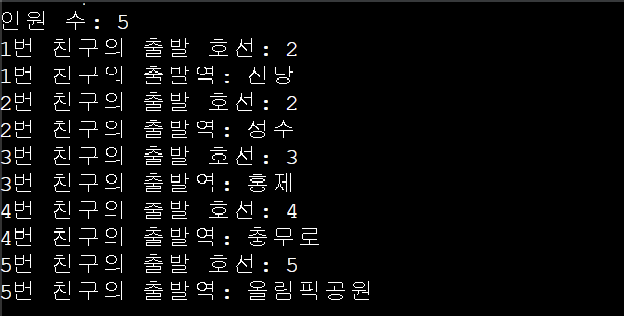 인원 수: 5
1번 친구의 출발 호선: 2
1번 친구의 출발역: 신당
2번 친구의 출발 호선: 2
2번 친구의 출발역: 성수
3번 친구의 출발 호선: 3
3번 친구의 출발역: 홍제
4번 친구의 출발 호선: 4
4번 친구의 출발역: 충무로
5번 친구의 출발 호선: 5
5번 친구의 출발역: 올림픽공원